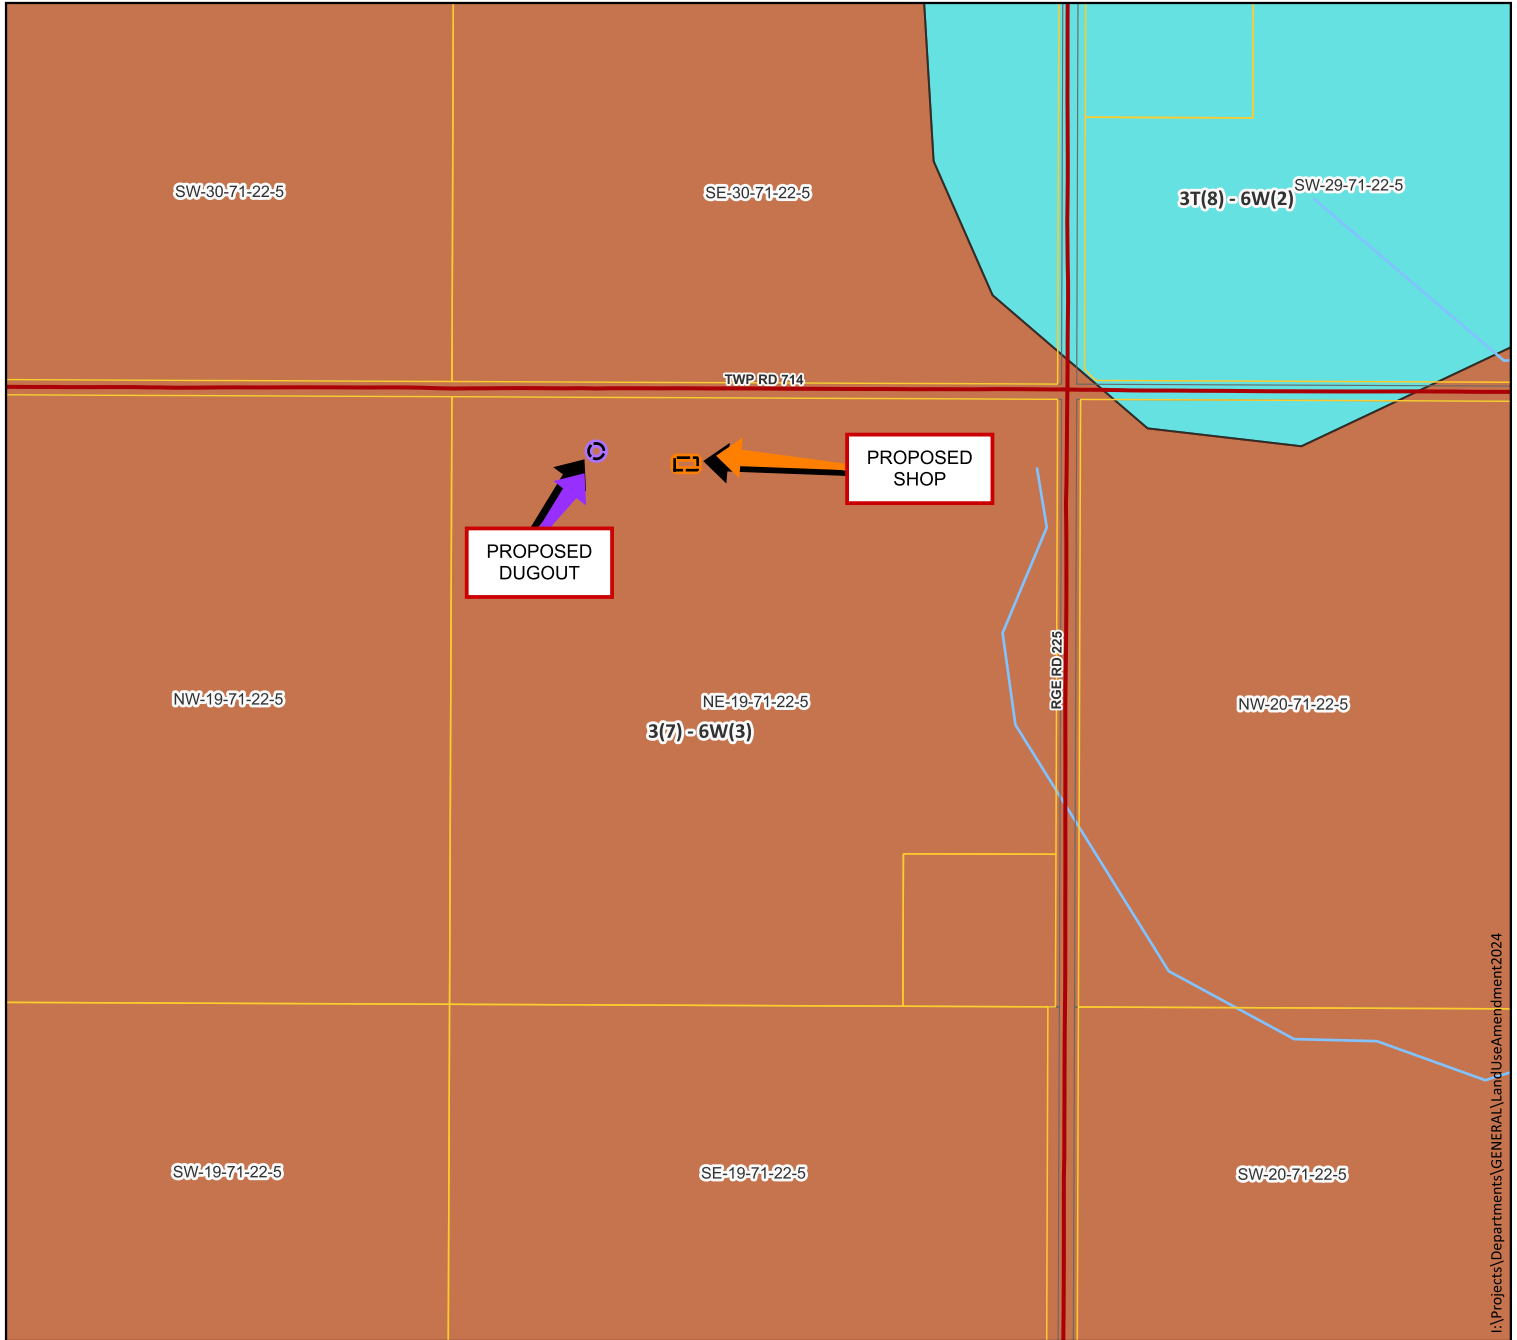 SW-30-71-22-5
SE-30-71-22-5
SW-29-71-22-5
3T(8) - 6W(2)
TWP RD 714
PROPOSED
SHOP
PROPOSED
DUGOUT
RGE RD 225
NW-19-71-22-5
NE-19-71-22-5
3(7) - 6W(3)
NW-20-71-22-5
SW-19-71-22-5
SE-19-71-22-5
SW-20-71-22-5
I:\Projects\Departments\GENERAL\LandUseAmendment2024